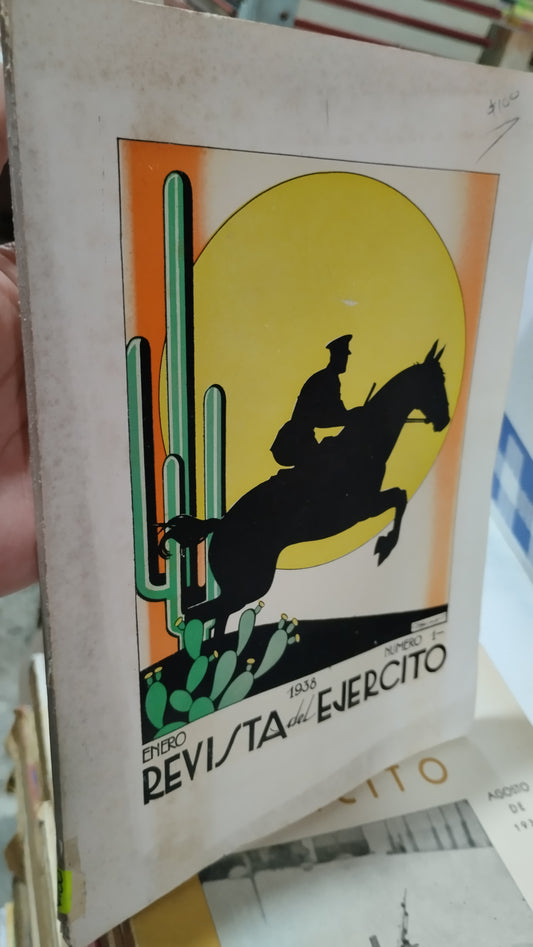 $100
ENERO 1938 NUMERO 1—
REVISTA del EJERCITO
CITO
AGOSTO
DE